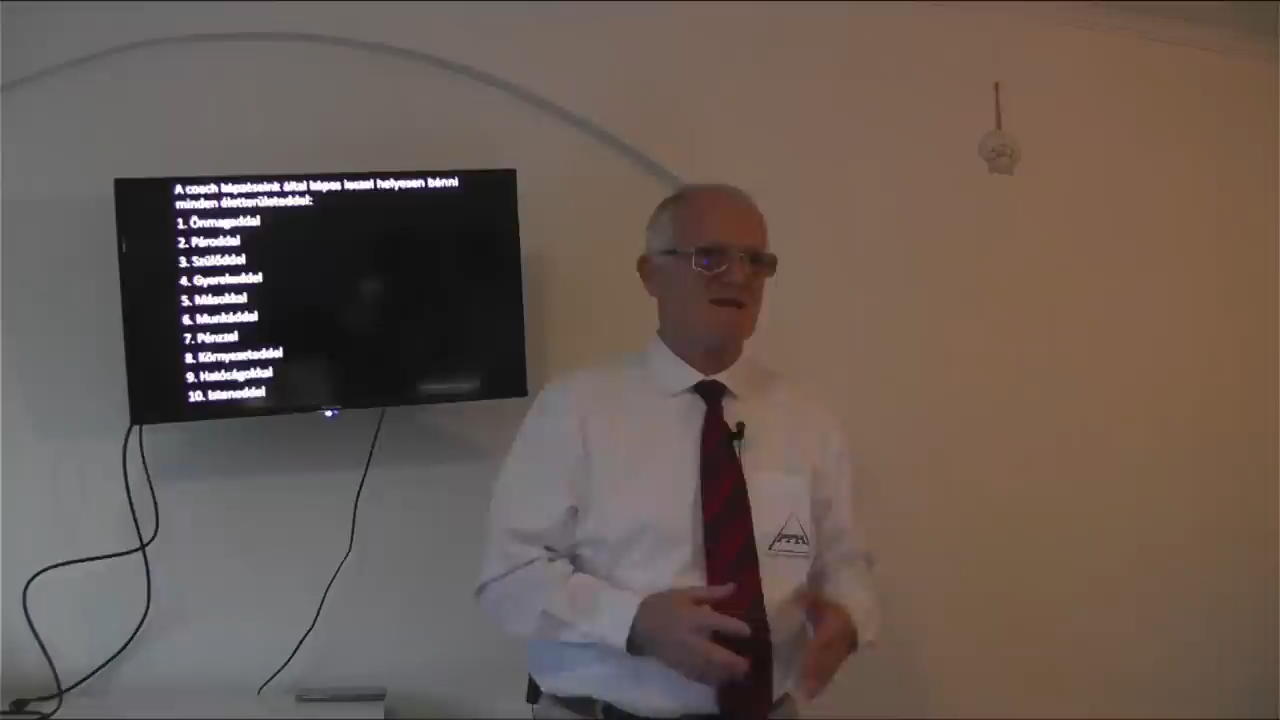 A coach képzéseink által képes leszel helyesen bánni
minden életterületeddel:
1. Önmagaddal
2. Pároddal
3. Szülőddel
4. Gyerekeddel
5. Másokkal
6. Munkáddal
7. Pénzzel
8. Környezeteddel
9. Hatóságokkal
10. Isteneddel